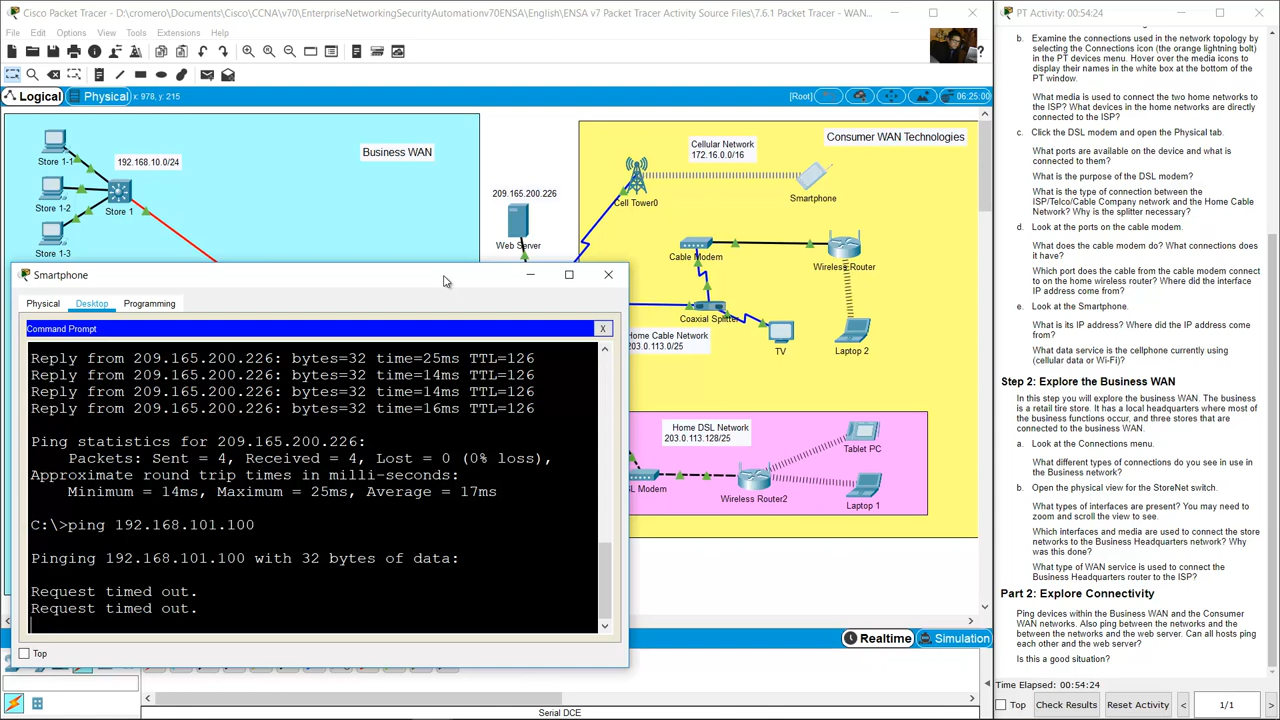 Cisco Packet Tracer - C:\Users\cromero\Documents\Cisco\CCNA\v70\EnterpriseNetworkingSecurityAutomationv70ENSA\English\ENSA v7 Packet Tracer Activity Source Files\7.6.1 Packet Tracer - WAN...
File Edit Options View Tools Extensions Help
Logical Physical x: 978, y: 215
[Root] 06:25:00
Business WAN
Store 1-1
192.168.10.0/24
Store 1-2
Store 1
Store 1-3
209.165.200.226
Web Server
Consumer WAN Technologies
Cellular Network
172.16.0.0/16
Cell Tower0
Smartphone
Cable Modem
Wireless Router
Coaxial Splitter
Home Cable Network
203.0.113.0/25
TV
Laptop 2
Home DSL Network
203.0.113.128/25
Tablet PC
SL Modem
Wireless Router2
Laptop 1
Smartphone
Physical Desktop Programming
Command Prompt X
Reply from 209.165.200.226: bytes=32 time=25ms TTL=126
Reply from 209.165.200.226: bytes=32 time=14ms TTL=126
Reply from 209.165.200.226: bytes=32 time=14ms TTL=126
Reply from 209.165.200.226: bytes=32 time=16ms TTL=126
Ping statistics for 209.165.200.226:
Packets: Sent = 4, Received = 4, Lost = 0 (0% loss),
Approximate round trip times in milli-seconds:
Minimum = 14ms, Maximum = 25ms, Average = 17ms
C:\>ping 192.168.101.100
Pinging 192.168.101.100 with 32 bytes of data:
Request timed out.
Request timed out.
Top
Realtime Simulation
Serial DCE
PT Activity: 00:54:24
b. Examine the connections used in the network topology by
selecting the Connections icon (the orange lightning bolt)
in the PT devices menu. Hover over the media icons to
display their names in the white box at the bottom of the
PT window.
What media is used to connect the two home networks to
the ISP? What devices in the home networks are directly
connected to the ISP?
c. Click the DSL modem and open the Physical tab.
What ports are available on the device and what is
connected to them?
What is the purpose of the DSL modem?
What is the type of connection between the
ISP/Telco/Cable Company network and the Home Cable
Network? Why is the splitter necessary?
d. Look at the ports on the cable modem.
What does the cable modem do? What connections does
it have?
Which port does the cable from the cable modem connect
to on the home wireless router? Where did the interface
IP address come from?
e. Look at the Smartphone.
What is its IP address? Where did the IP address come
from?
What data service is the cellphone currently using
(cellular data or Wi-Fi)?
Step 2: Explore the Business WAN
In this step you will explore the business WAN. The business
is a retail tire store. It has a local headquarters where most of
the business functions occur, and three stores that are
connected to the business WAN.
a. Look at the Connections menu.
What different types of connections do you see in use in
the Business network?
b. Open the physical view for the StoreNet switch.
What types of interfaces are present? You may need to
zoom and scroll the view to see.
Which interfaces and media are used to connect the store
networks to the Business Headquarters network? Why
was this done?
What type of WAN service is used to connect the
Business Headquarters router to the ISP?
Part 2: Explore Connectivity
Ping devices within the Business WAN and the Consumer
WAN networks. Also ping between the networks and the
between the networks and the web server. Can all hosts ping
each other and the web server?
Is this a good situation?
Time Elapsed: 00:54:24
Top Check Results Reset Activity < 1/1 >